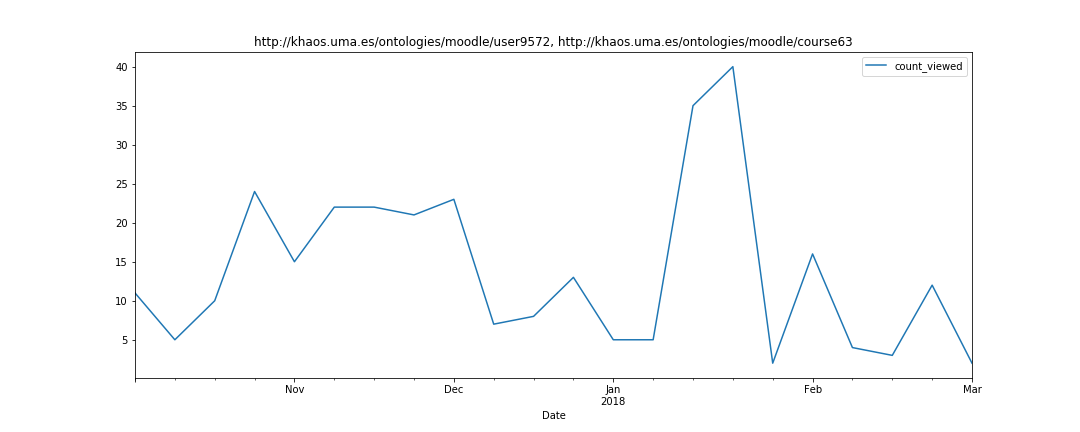 http://khaos.uma.es/ontologies/moodle/user9572, http://khaos.uma.es/ontologies/moodle/course63
count_viewed
40
35
30
25
20
15
10
5
Nov
Dec
Jan
2018
Feb
Mar
Date